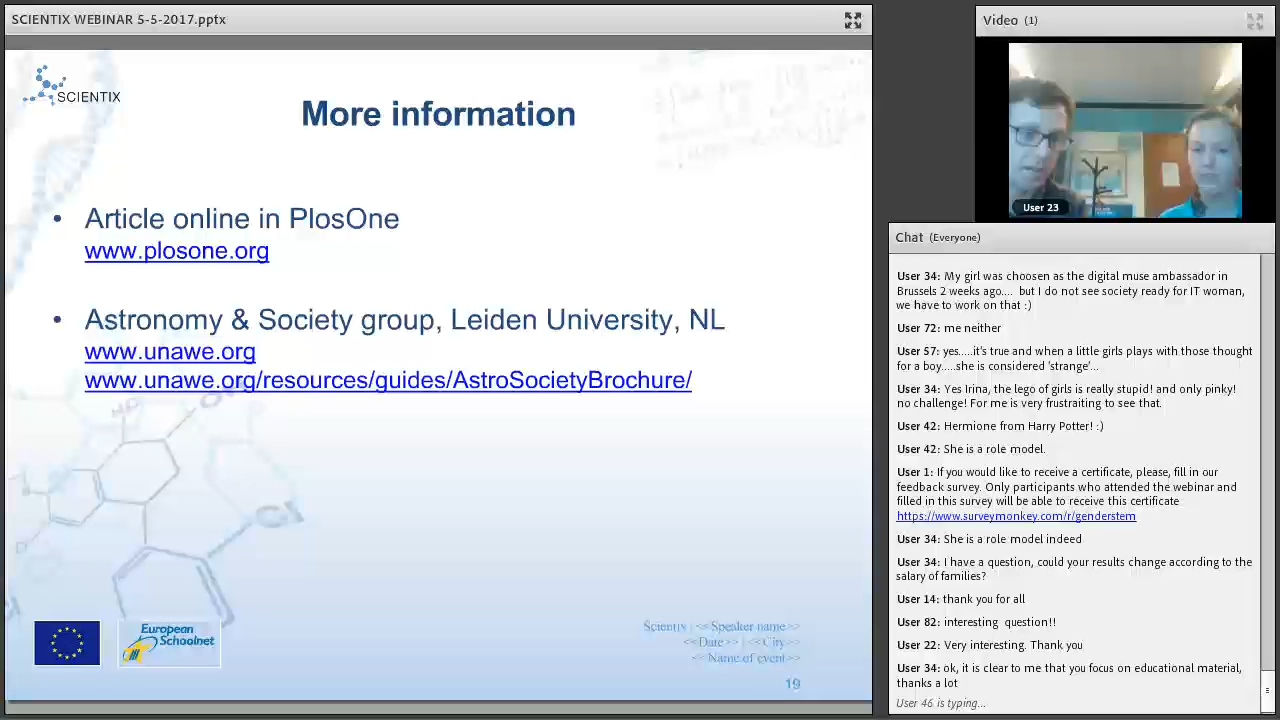 SCIENTIX WEBINAR 5-5-2017.pptx
SCIENTIX
More information
• Article online in PlosOne
www.plosone.org
• Astronomy & Society group, Leiden University, NL
www.unawe.org
www.unawe.org/resources/guides/AstroSocietyBrochure/
European
Schoolnet
Scientix | << Speaker name >>
<<Date>> | <<City>>
<< Name of event>>
19
Video (1)
User 23
Chat (Everyone)
User 34: My girl was choosen as the digital muse ambassador in
Brussels 2 weeks ago.... but I do not see society ready for IT woman,
we have to work on that :)
User 72: me neither
User 57: yes.....it's true and when a little girls plays with those thought
for a boy.....she is considered 'strange'...
User 34: Yes Irina, the lego of girls is really stupid! and only pinky!
no challenge! For me is very frustraiting to see that.
User 42: Hermione from Harry Potter! :)
User 42: She is a role model.
User 1: If you would like to receive a certificate, please, fill in our
feedback survey. Only participants who attended the webinar and
filled in this survey will be able to receive this certificate
https://www.surveymonkey.com/r/genderstem
User 34: She is a role model indeed
User 34: I have a question, could your results change according to the
salary of families?
User 14: thank you for all
User 82: interesting question!!
User 22: Very interesting. Thank you
User 34: ok, it is clear to me that you focus on educational material,
thanks a lot
User 46 is typing...